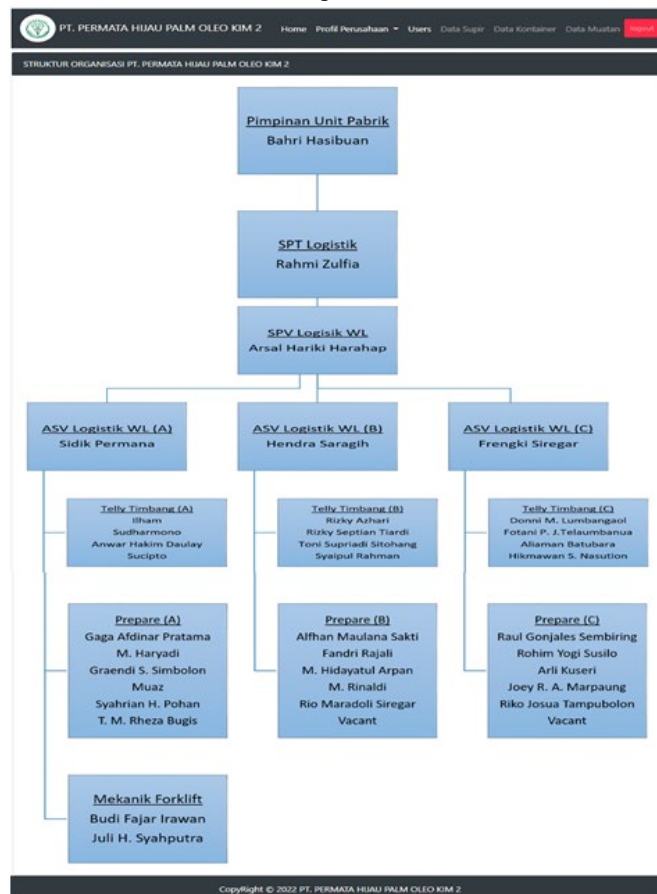 PT. PERMATA HIJAU PALM OLEO KIM 2 Home Profil Perusahaan Users Data Supir Data Kontainer Data Muatan logout
STRUKTUR ORGANISASI PT. PERMATA HIJAU PALM OLEO KIM 2
Pimpinan Unit Pabrik
Bahri Hasibuan
SPT Logistik
Rahmi Zulfia
SPV Logisik WL
Arsal Hariki Harahap
ASV Logistik WL (A)
Sidik Permana
ASV Logistik WL (B)
Hendra Saragih
ASV Logistik WL (C)
Frengki Siregar
Telly Timbang (A)
Ilham
Sudharmono
Anwar Hakim Daulay
Sucipto
Telly Timbang (B)
Rizky Azhari
Rizky Septian Tiardi
Toni Supriadi Sitohang
Syaipul Rahman
Telly Timbang (C)
Donni M. Lumbangaol
Fotani P. J.Telaumbanua
Aliaman Batubara
Hikmawan S. Nasution
Prepare (A)
Gaga Afdinar Pratama
M. Haryadi
Graendi S. Simbolon
Muaz
Syahrian H. Pohan
T. M. Rheza Bugis
Prepare (B)
Alfhan Maulana Sakti
Fandri Rajali
M. Hidayatul Arpan
M. Rinaldi
Rio Maradoli Siregar
Vacant
Prepare (C)
Raul Gonjales Sembiring
Rohim Yogi Susilo
Arli Kuseri
Joey R. A. Marpaung
Riko Josua Tampubolon
Vacant
Mekanik Forklift
Budi Fajar Irawan
Juli H. Syahputra
CopyRight © 2022 PT. PERMATA HIJAU PALM OLEO KIM 2